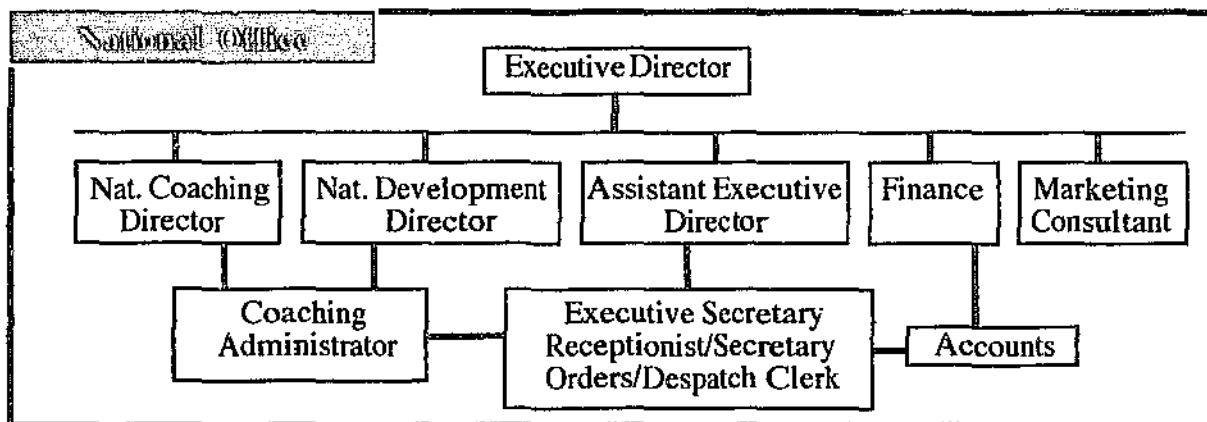 National Office
Executive Director
Nat. Coaching
Director
Nat. Development
Director
Assistant Executive
Director
Finance
Marketing
Consultant
Coaching
Administrator
Executive Secretary
Receptionist/Secretary
Orders/Despatch Clerk
Accounts